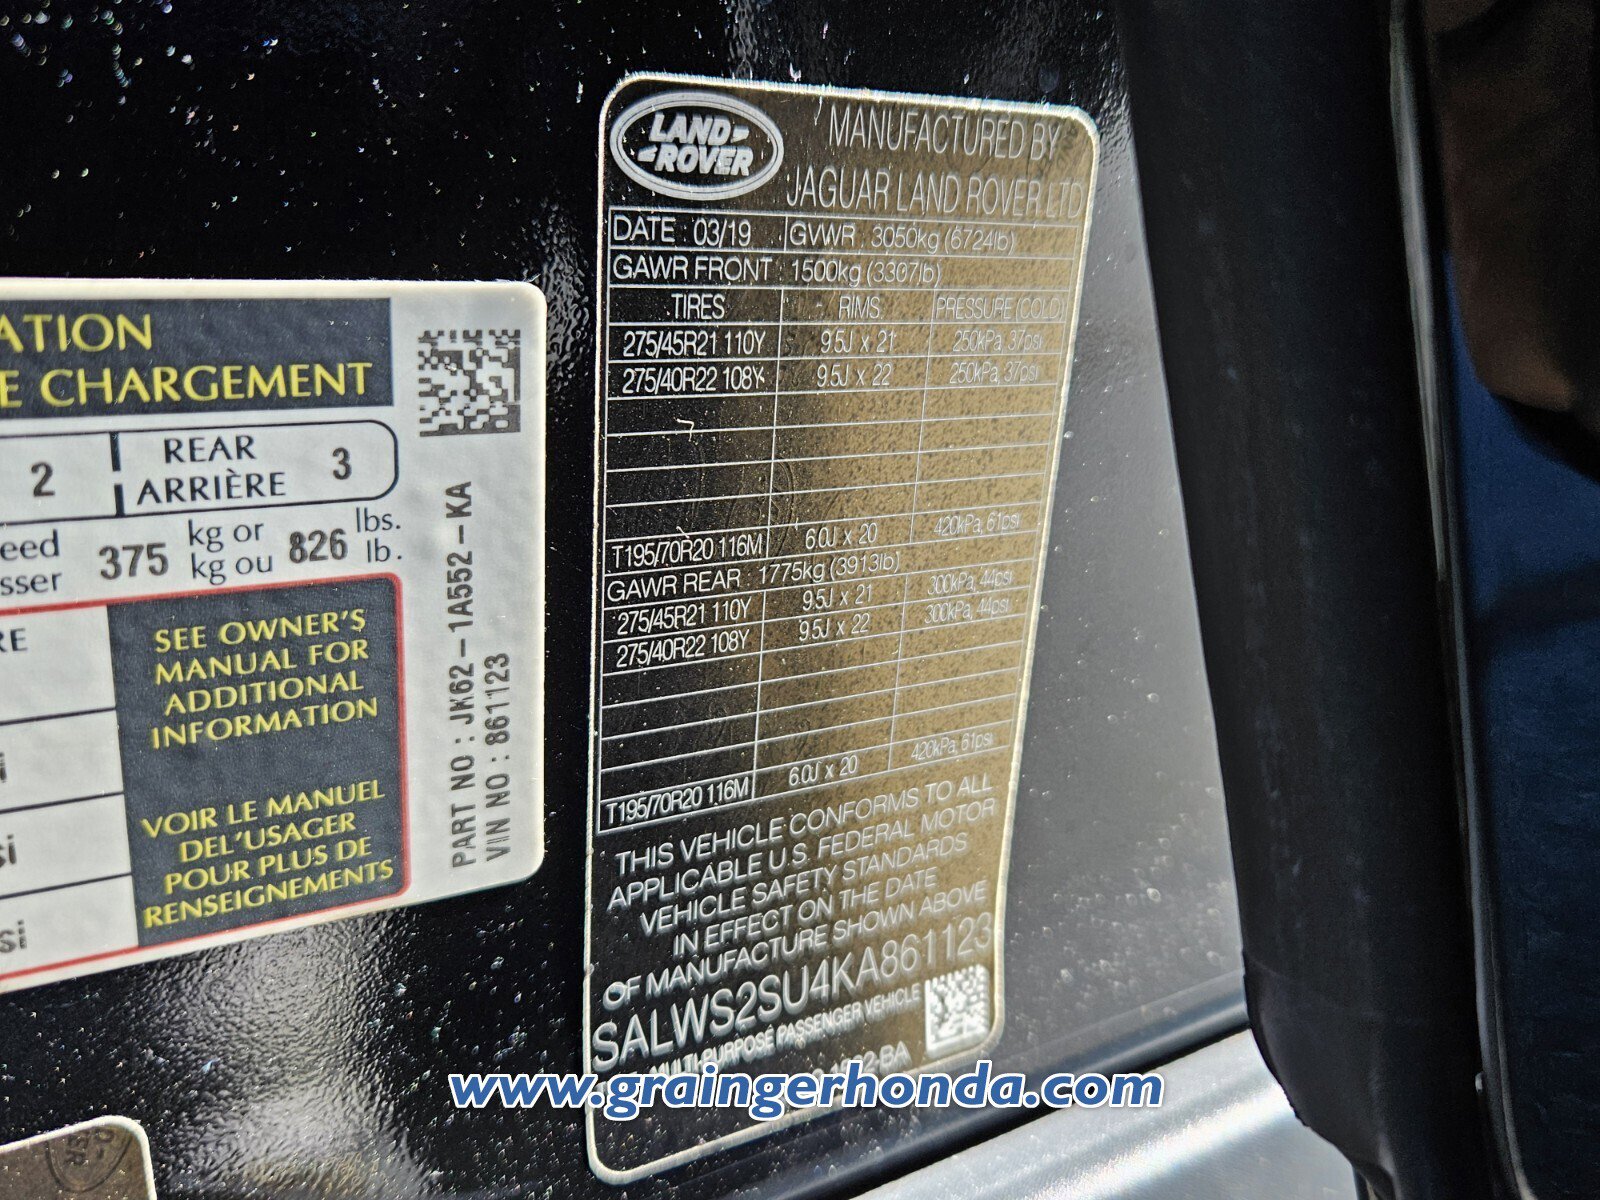 ATION
E CHARGEMENT
2 REAR ARRIÈRE 3
eed
sser
375 kg or kg ou 826 lbs. lb.
RE
SEE OWNER'S
MANUAL FOR
ADDITIONAL
INFORMATION
VOIR LE MANUEL
DEL'USAGER
POUR PLUS DE
RENSEIGNEMENTS
PART NO : JK62-1A552-KA
VIN NO : 861123
LAND-
-ROVER
MANUFACTURED BY
JAGUAR LAND ROVER LTD
DATE : 03/19 GVWR : 3050kg (6724lb)
GAWR FRONT : 1500kg (3307lb)
TIRES RIMS PRESSURE (COLD)
275/45R21 110Y 9.5J x 21 250kPa, 37psi
275/40R22 108Y 9.5J x 22 250kPa, 37psi
T195/70R20 116M 6.0J x 20 420kPa, 61psi
GAWR REAR : 1775kg (3913lb)
275/45R21 110Y 9.5J x 21 300kPa, 44psi
275/40R22 108Y 9.5J x 22 300kPa, 44psi
T195/70R20 116M 6.0J x 20 420kPa, 61psi
THIS VEHICLE CONFORMS TO ALL
APPLICABLE U.S. FEDERAL MOTOR
VEHICLE SAFETY STANDARDS
IN EFFECT ON THE DATE
OF MANUFACTURE SHOWN ABOVE
SALWS2SU4KA861123
MULTI-PURPOSE PASSENGER VEHICLE
www.graingerhonda.com